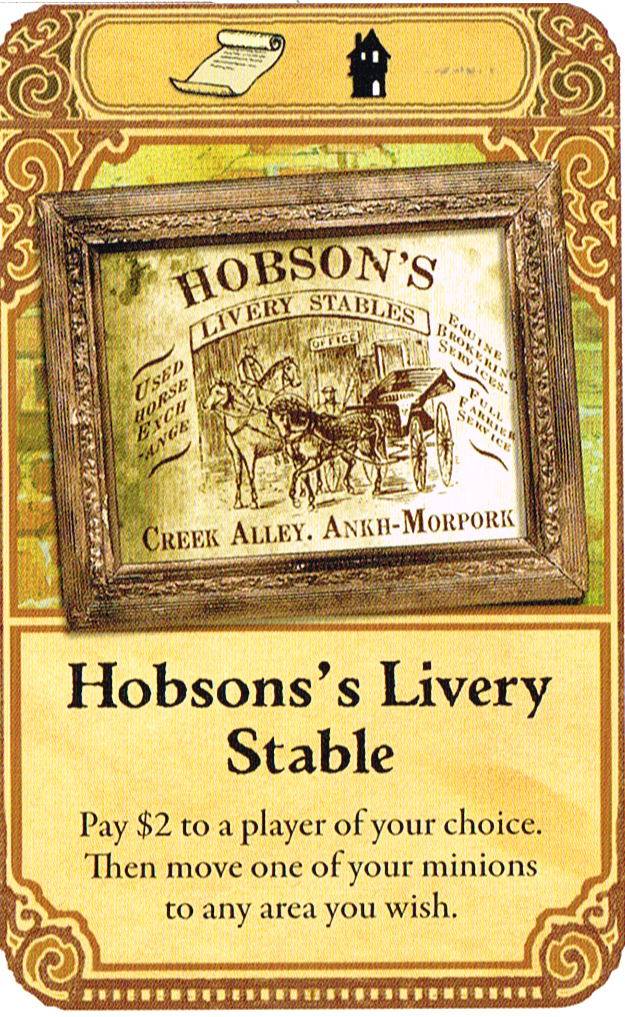 HOBSON'S
LIVERY STABLES
OFFICE
USED
HORSE
EXCH
-ANGE
EQUINE
BROKERING
SERVICES.
FULL
FARRIER
SERVICE
CREEK ALLEY. ANKH-MORPORK
Hobsons's Livery
Stable
Pay $2 to a player of your choice.
Then move one of your minions
to any area you wish.